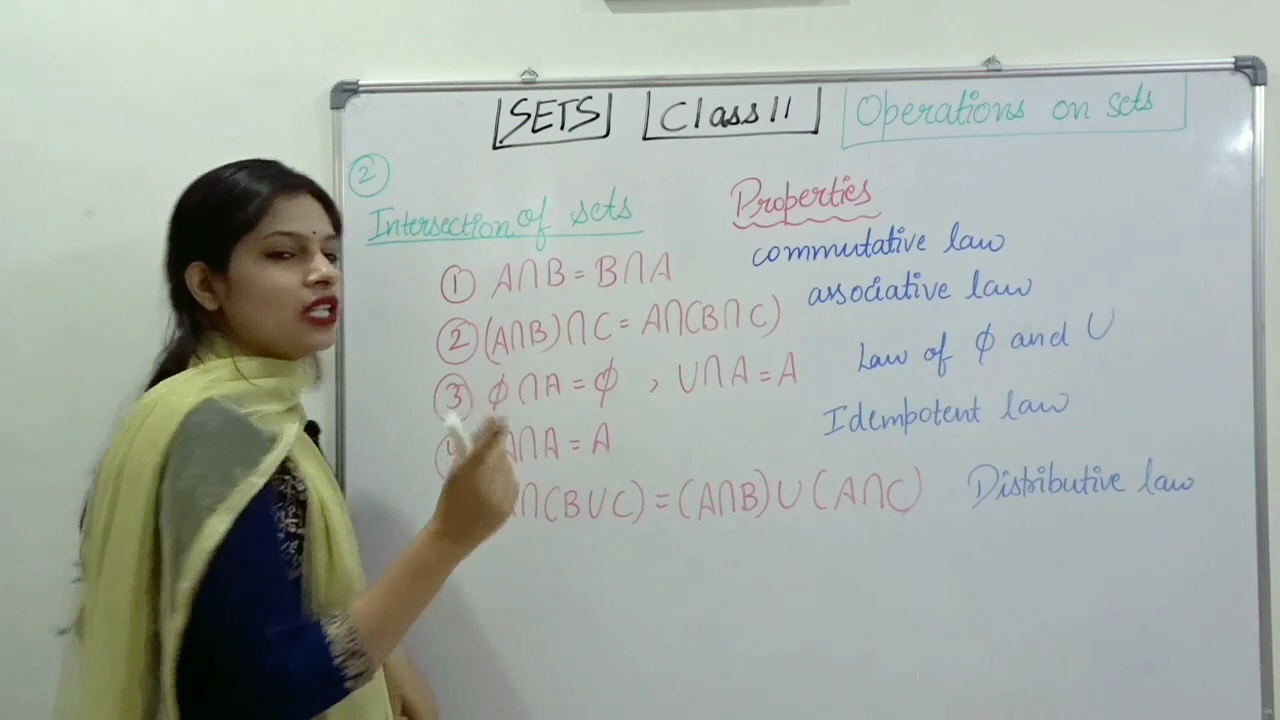 SETS Class 11 Operations on sets
②
Intersection of sets Properties
① A∩B = B∩A commutative law
② (A∩B)∩C = A∩(B∩C) associative law
③ ϕ∩A = ϕ , U∩A = A Law of ϕ and U
A∩A = A Idempotent law
∩(B∪C) = (A∩B)∪(A∩C) Distributive law